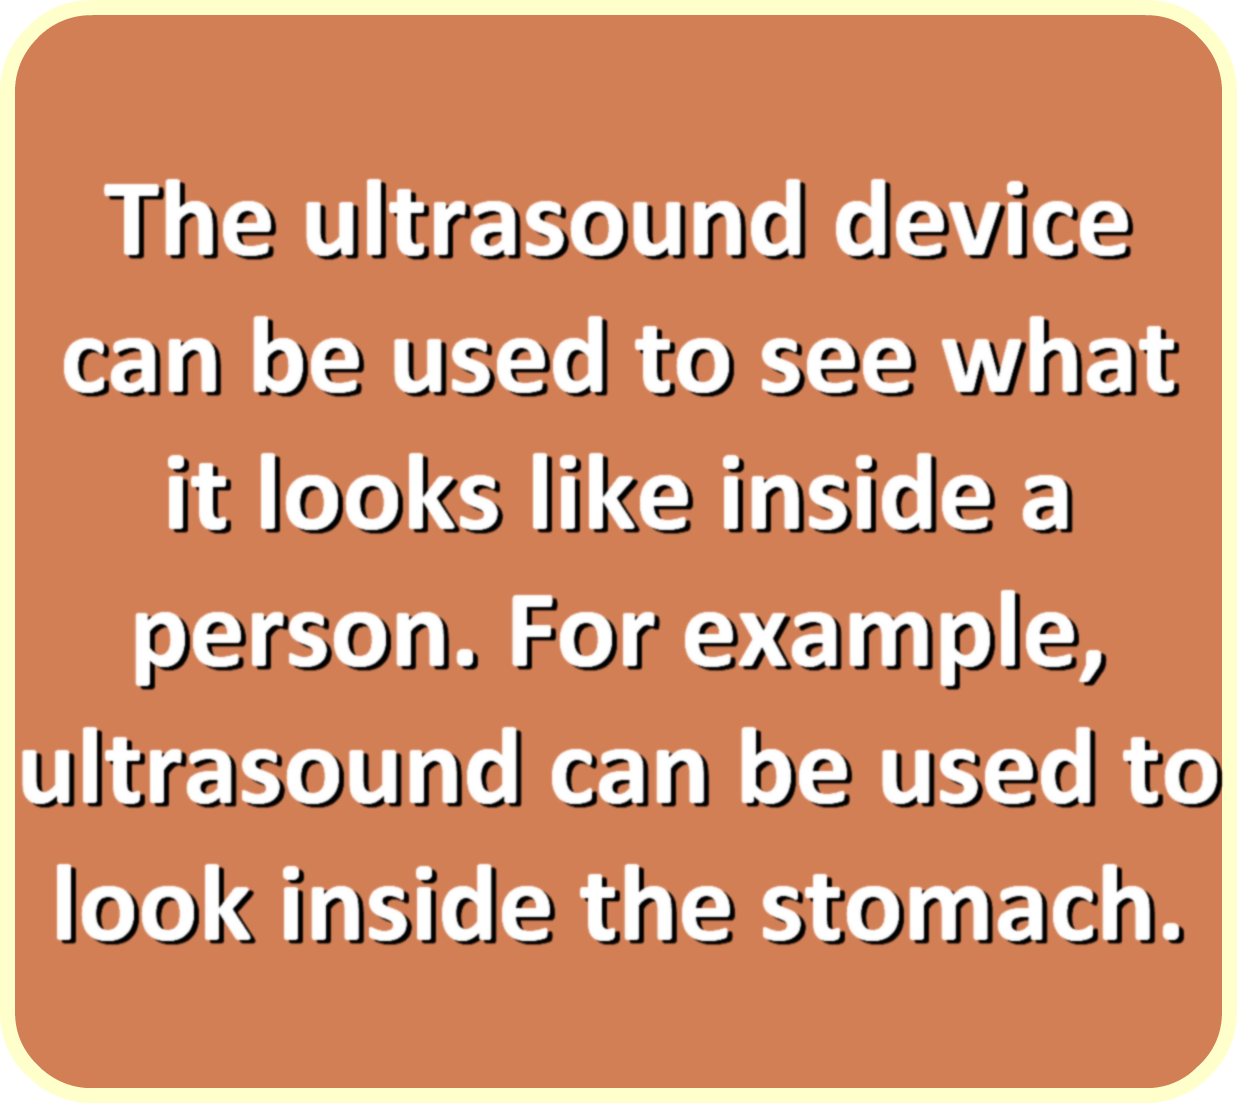 The ultrasound device
can be used to see what
it looks like inside a
person. For example,
ultrasound can be used to
look inside the stomach.